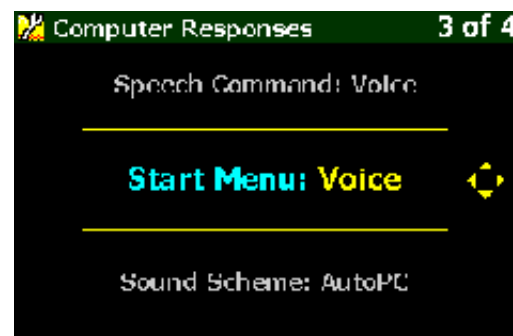 Computer Responses 3 of 4
Speech Command: Voice
Start Menu: Voice
Sound Scheme: AutoPC